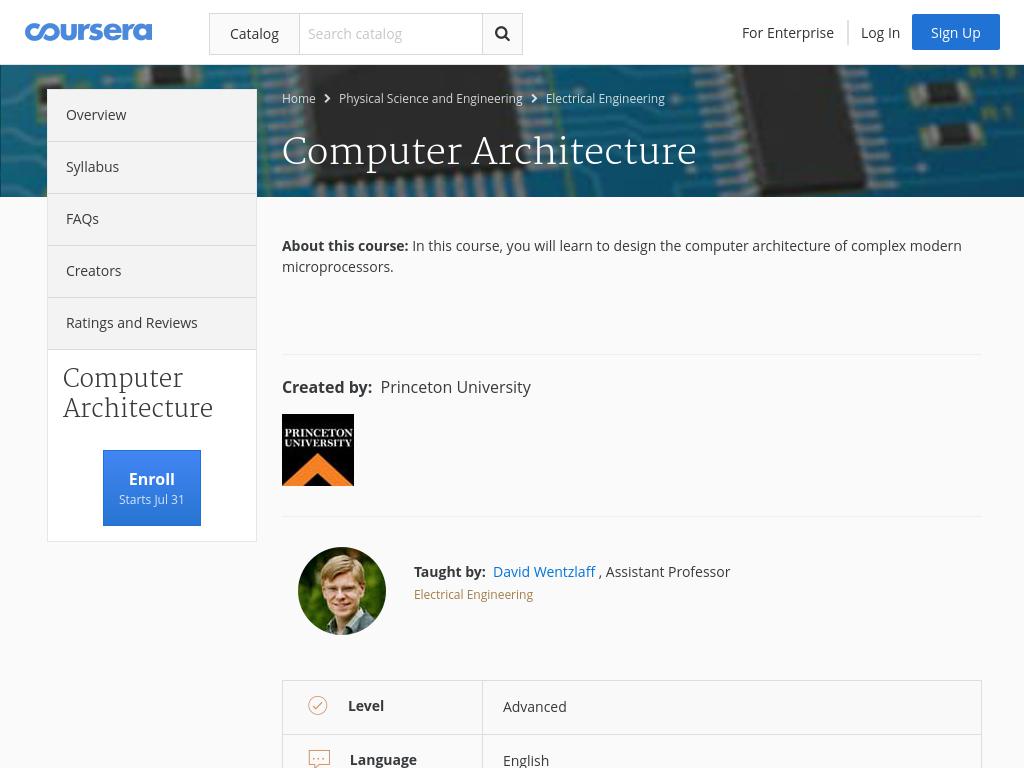 coursera
Catalog
Search catalog
For Enterprise
Log In
Sign Up
Home
Physical Science and Engineering
Electrical Engineering
Computer Architecture
Overview
Syllabus
FAQs
Creators
Ratings and Reviews
Computer
Architecture
Enroll
Starts Jul 31
About this course: In this course, you will learn to design the computer architecture of complex modern
microprocessors.
Created by: Princeton University
PRINCETON
UNIVERSITY
Taught by: David Wentzlaff , Assistant Professor
Electrical Engineering
Level
Advanced
Language
English